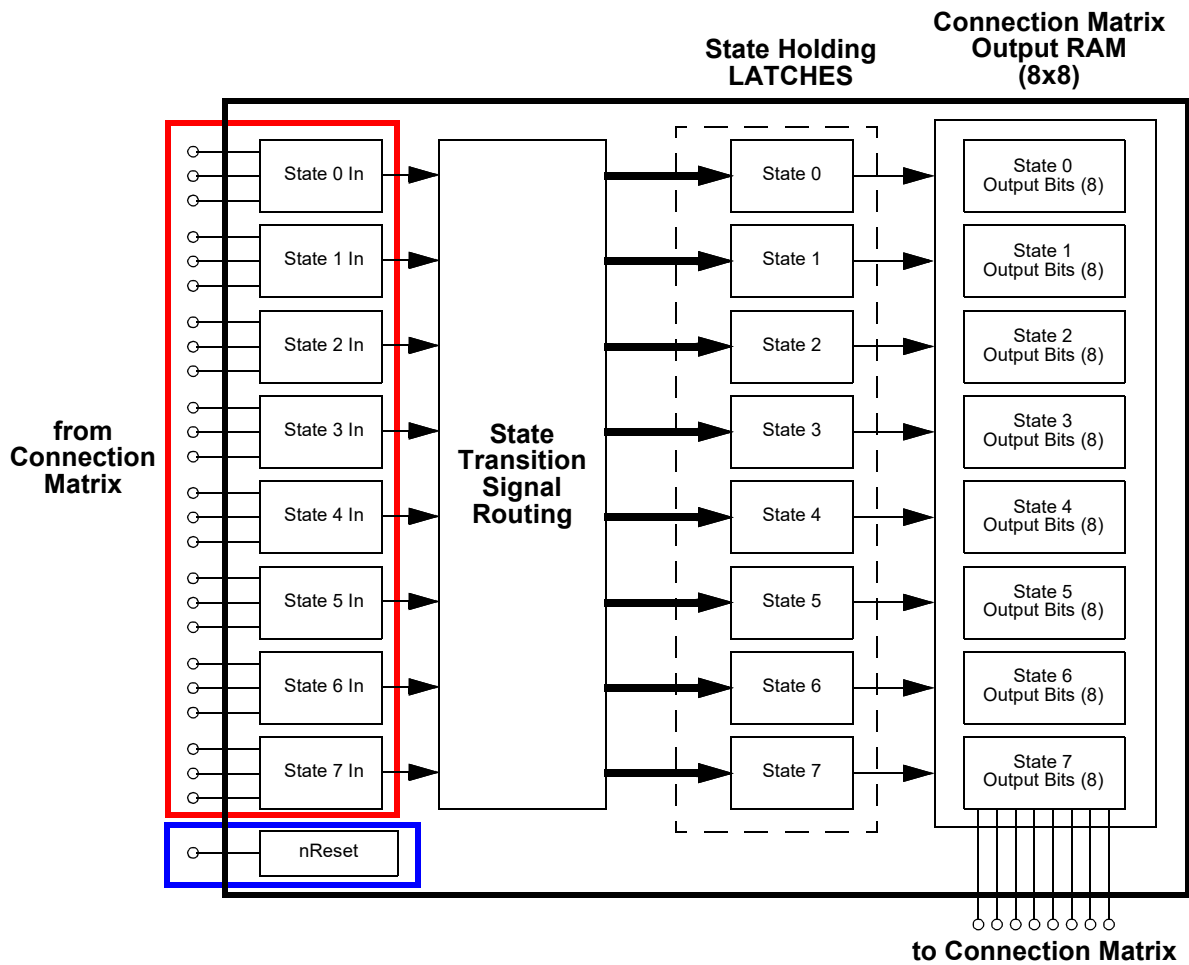 State Holding
LATCHES
Connection Matrix
Output RAM
(8x8)
from
Connection
Matrix
State 0 In
State 1 In
State 2 In
State 3 In
State 4 In
State 5 In
State 6 In
State 7 In
nReset
State
Transition
Signal
Routing
State 0
State 1
State 2
State 3
State 4
State 5
State 6
State 7
State 0
Output Bits (8)
State 1
Output Bits (8)
State 2
Output Bits (8)
State 3
Output Bits (8)
State 4
Output Bits (8)
State 5
Output Bits (8)
State 6
Output Bits (8)
State 7
Output Bits (8)
to Connection Matrix